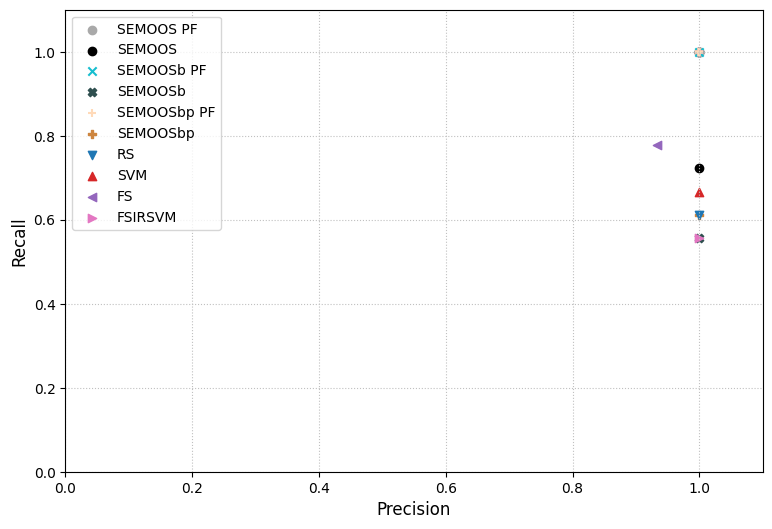 SEMOOS PF
SEMOOS
SEMOOSb PF
SEMOOSb
SEMOOSbp PF
SEMOOSbp
RS
SVM
FS
FSIRSVM
Recall
1.0
0.8
0.6
0.4
0.2
0.0
0.0 0.2 0.4 0.6 0.8 1.0
Precision